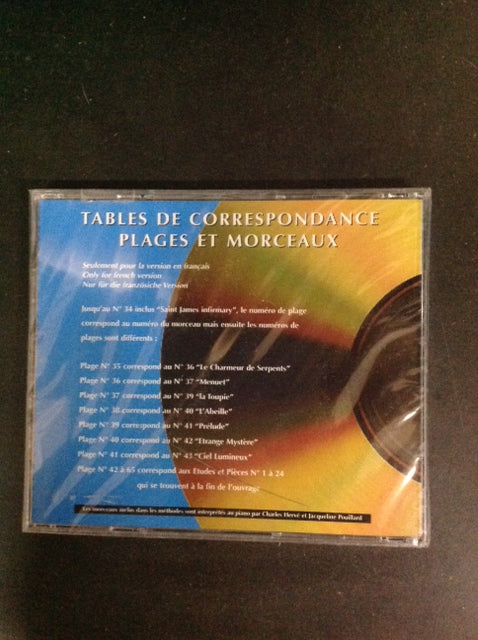 TABLES DE CORRESPONDANCE
PLAGES ET MORCEAUX
Seulement pour la version en français
Only for french version
Nur für die französische Version
Jusqu'au N° 34 inclus "Saint James infirmary", le numéro de plage
correspond au numéro du morceau mais ensuite les numéros de
plages sont différents :
Plage N° 35 correspond au N° 36 "Le Charmeur de Serpents"
Plage N° 36 correspond au N° 37 "Menuet"
Plage N° 37 correspond au N° 39 "la Toupie"
Plage N° 38 correspond au N° 40 "L'Abeille"
Plage N° 39 correspond au N° 41 "Prélude"
Plage N° 40 correspond au N° 42 "Etrange Mystère"
Plage N° 41 correspond au N° 43 "Ciel Lumineux"
Plage N° 42 à 65 correspond aux Etudes et Pièces N° 1 à 24
qui se trouvent à la fin de l'ouvrage
Les morceaux inclus dans les méthodes sont interprétés au piano par Charles Hervé et Jacqueline Pouillard